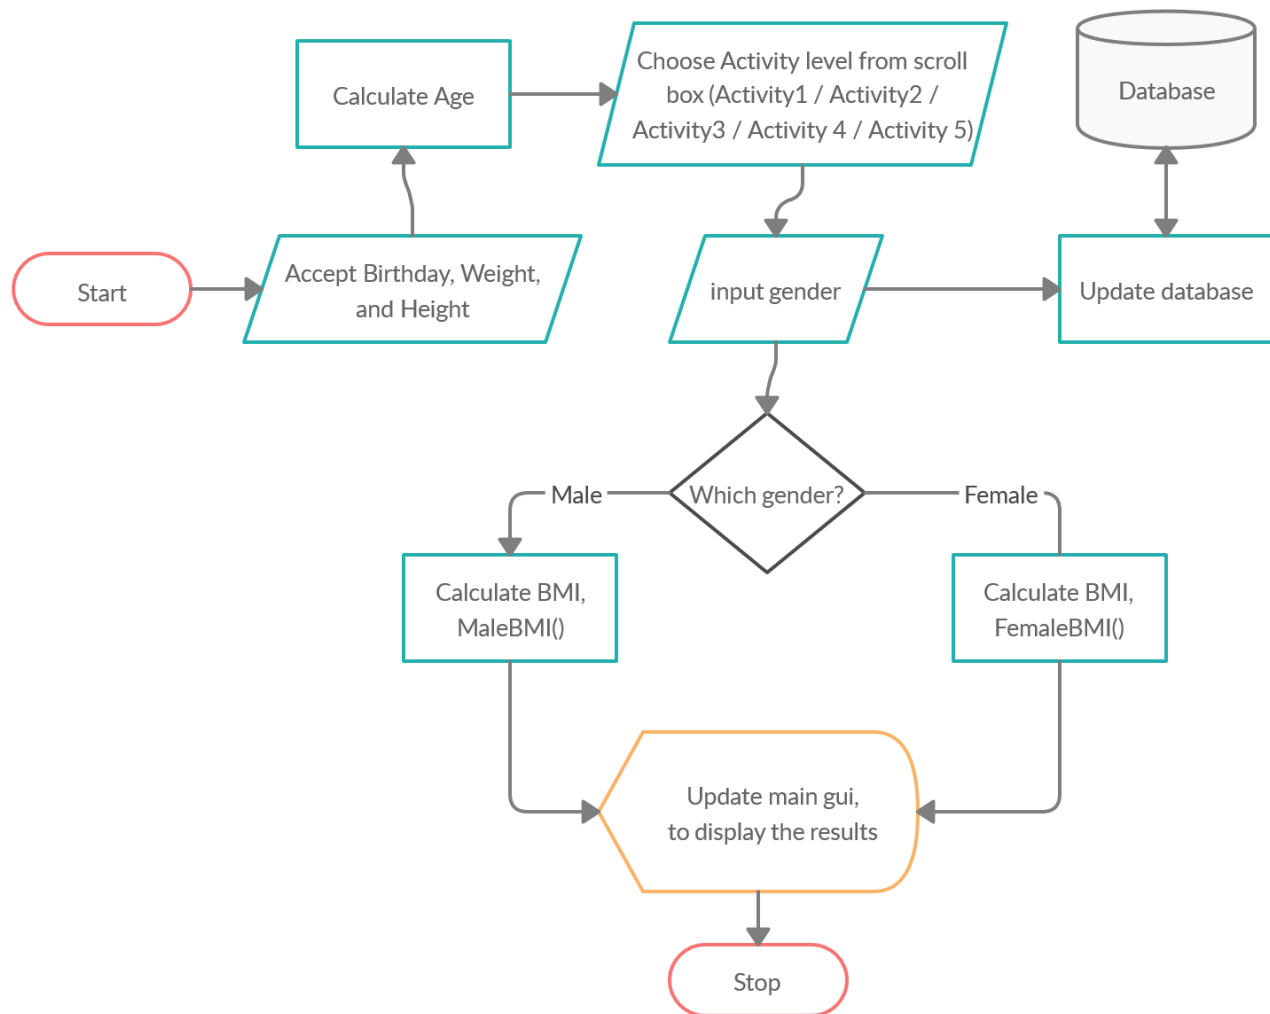 Start
Accept Birthday, Weight,
and Height
Calculate Age
Choose Activity level from scroll
box (Activity1 / Activity2 /
Activity3 / Activity 4 / Activity 5)
input gender
Update database
Database
Which gender?
Male
Female
Calculate BMI,
MaleBMI()
Calculate BMI,
FemaleBMI()
Update main gui,
to display the results
Stop